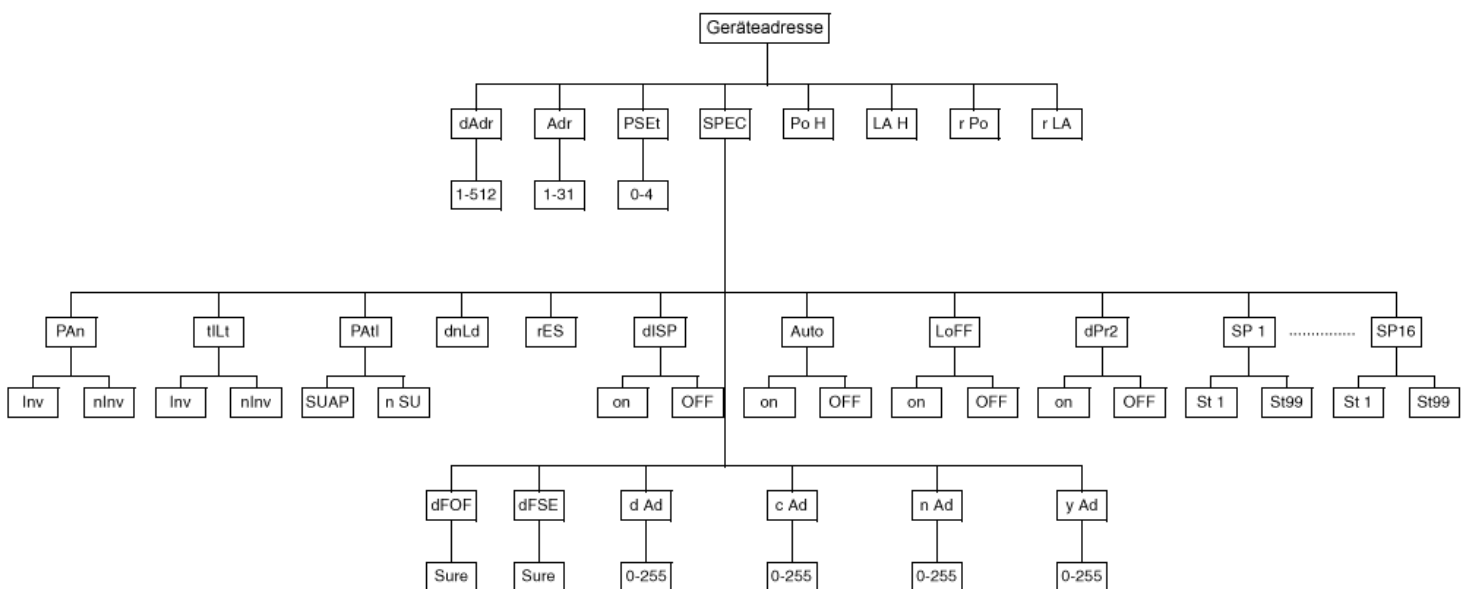 Geräteadresse
dAdr Adr PSEt SPEC Po H LA H r Po r LA
1-512 1-31 0-4
PAn tILt PAtI dnLd rES dISP Auto LoFF dPr2 SP 1 ............... SP16
Inv nInv Inv nInv SUAP n SU on OFF on OFF on OFF on OFF St 1 St99 St 1 St99
dFOF dFSE d Ad c Ad n Ad y Ad
Sure Sure 0-255 0-255 0-255 0-255